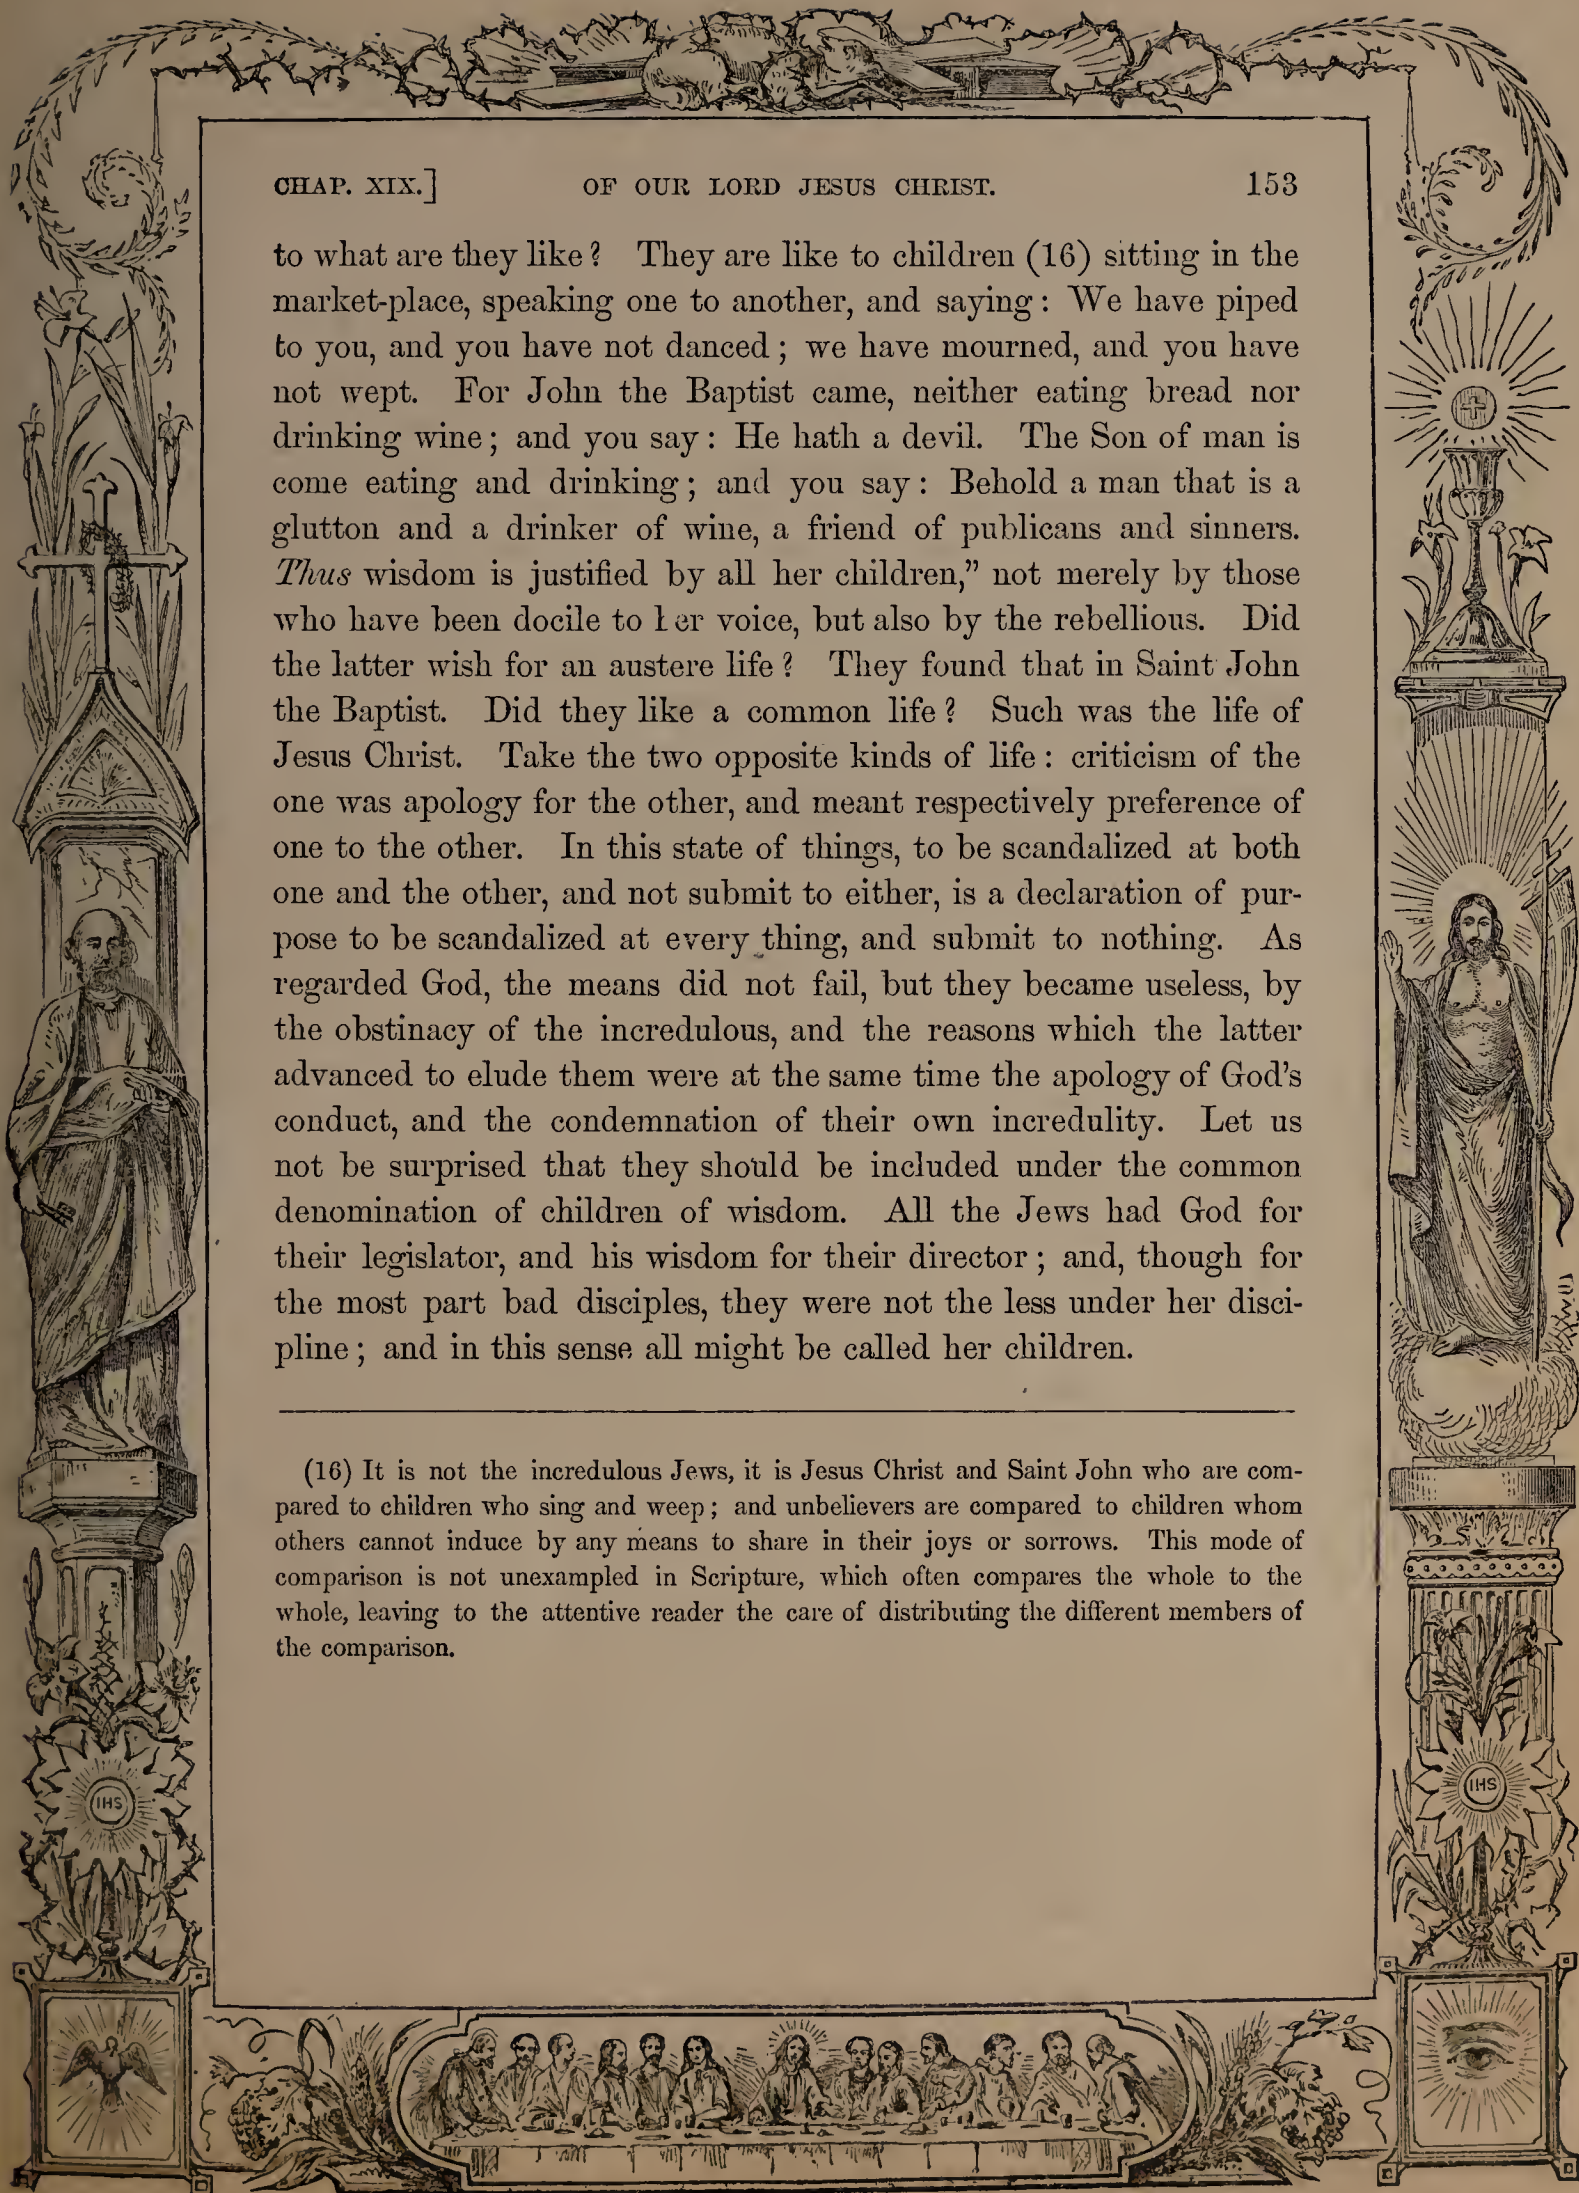 CHAP. XIX.] OF OUR LORD JESUS CHRIST. 153
to what are they like? They are like to children (16) sitting in the
market-place, speaking one to another, and saying: We have piped
to you, and you have not danced; we have mourned, and you have
not wept. For John the Baptist came, neither eating bread nor
drinking wine; and you say: He hath a devil. The Son of man is
come eating and drinking; and you say: Behold a man that is a
glutton and a drinker of wine, a friend of publicans and sinners.
Thus wisdom is justified by all her children,” not merely by those
who have been docile to her voice, but also by the rebellious. Did
the latter wish for an austere life? They found that in Saint John
the Baptist. Did they like a common life? Such was the life of
Jesus Christ. Take the two opposite kinds of life: criticism of the
one was apology for the other, and meant respectively preference of
one to the other. In this state of things, to be scandalized at both
one and the other, and not submit to either, is a declaration of pur-
pose to be scandalized at every thing, and submit to nothing. As
regarded God, the means did not fail, but they became useless, by
the obstinacy of the incredulous, and the reasons which the latter
advanced to elude them were at the same time the apology of God’s
conduct, and the condemnation of their own incredulity. Let us
not be surprised that they should be included under the common
denomination of children of wisdom. All the Jews had God for
their legislator, and his wisdom for their director; and, though for
the most part bad disciples, they were not the less under her disci-
pline; and in this sense all might be called her children.
(16) It is not the incredulous Jews, it is Jesus Christ and Saint John who are com-
pared to children who sing and weep; and unbelievers are compared to children whom
others cannot induce by any means to share in their joys or sorrows. This mode of
comparison is not unexampled in Scripture, which often compares the whole to the
whole, leaving to the attentive reader the care of distributing the different members of
the comparison.
IHS
IHS